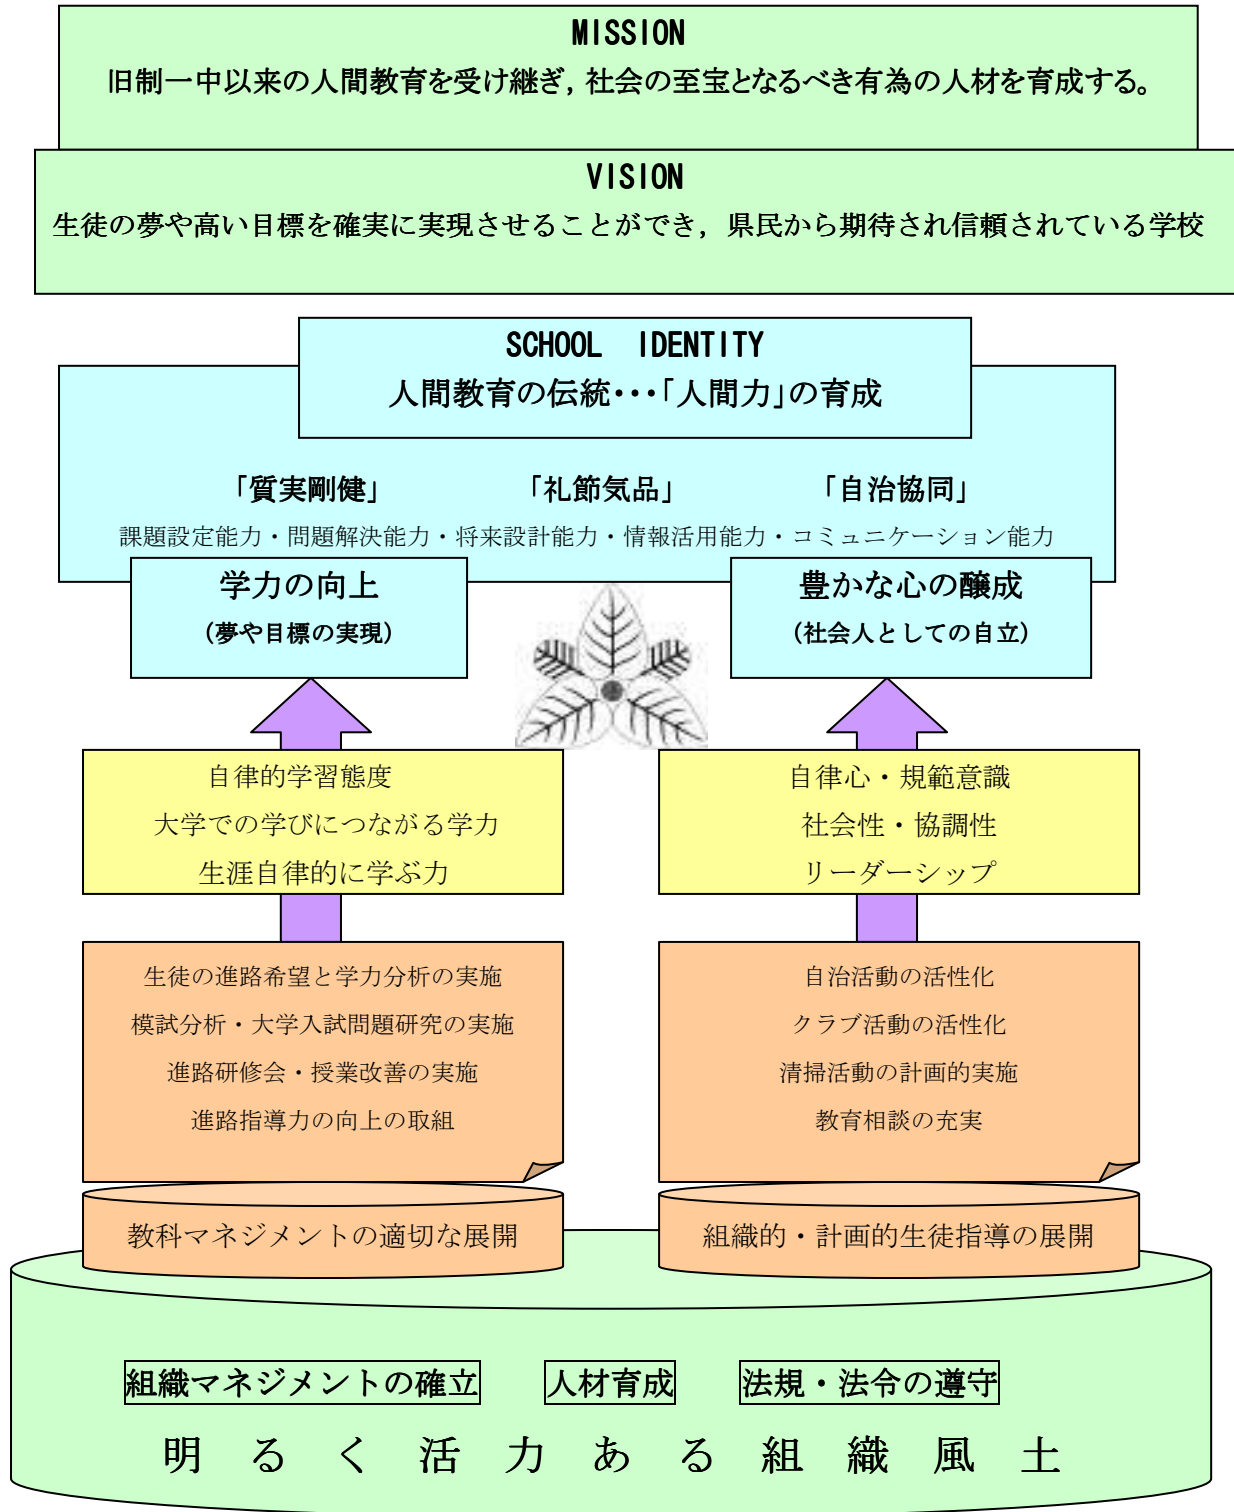 MISSION
旧制一中以来の人間教育を受け継ぎ,社会の至宝となるべき有為の人材を育成する。
VISION
生徒の夢や高い目標を確実に実現させることができ，県民から期待され信頼されている学校
SCHOOL IDENTITY
人間教育の伝統･･･「人間力」の育成
「質実剛健」 「礼節気品」 「自治協同」
課題設定能力・問題解決能力・将来設計能力・情報活用能力・コミュニケーション能力
学力の向上
（夢や目標の実現）
豊かな心の醸成
（社会人としての自立）
自律的学習態度
大学での学びにつながる学力
生涯自律的に学ぶ力
自律心・規範意識
社会性・協調性
リーダーシップ
生徒の進路希望と学力分析の実施
模試分析・大学入試問題研究の実施
進路研修会・授業改善の実施
進路指導力の向上の取組
自治活動の活性化
クラブ活動の活性化
清掃活動の計画的実施
教育相談の充実
教科マネジメントの適切な展開
組織的・計画的生徒指導の展開
組織マネジメントの確立 人材育成 法規・法令の遵守
明るく活力ある組織風土